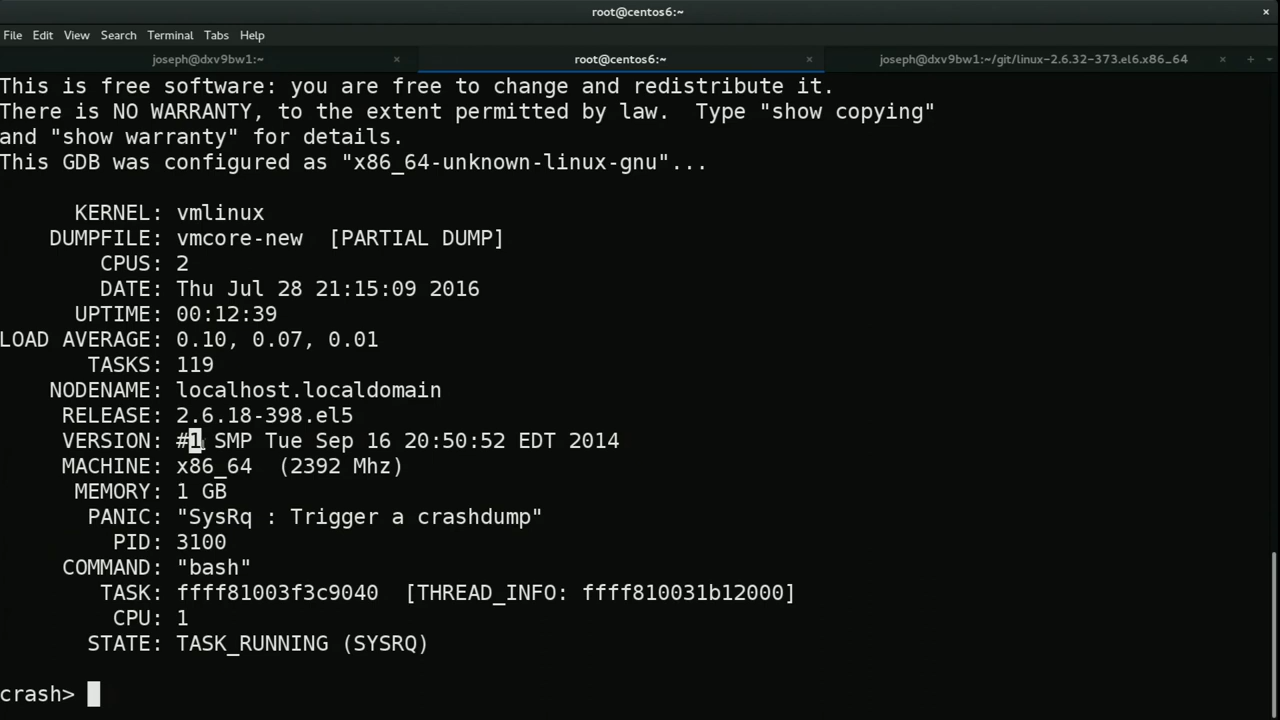 root@centos6:~
×
File Edit View Search Terminal Tabs Help
joseph@dxv9bw1:~ × root@centos6:~ × joseph@dxv9bw1:~/git/linux-2.6.32-373.el6.x86_64 × +
This is free software: you are free to change and redistribute it.
There is NO WARRANTY, to the extent permitted by law.  Type "show copying"
and "show warranty" for details.
This GDB was configured as "x86_64-unknown-linux-gnu"...
KERNEL: vmlinux
DUMPFILE: vmcore-new  [PARTIAL DUMP]
CPUS: 2
DATE: Thu Jul 28 21:15:09 2016
UPTIME: 00:12:39
LOAD AVERAGE: 0.10, 0.07, 0.01
TASKS: 119
NODENAME: localhost.localdomain
RELEASE: 2.6.18-398.el5
VERSION: #1 SMP Tue Sep 16 20:50:52 EDT 2014
MACHINE: x86_64  (2392 Mhz)
MEMORY: 1 GB
PANIC: "SysRq : Trigger a crashdump"
PID: 3100
COMMAND: "bash"
TASK: ffff81003f3c9040  [THREAD_INFO: ffff810031b12000]
CPU: 1
STATE: TASK_RUNNING (SYSRQ)
crash>